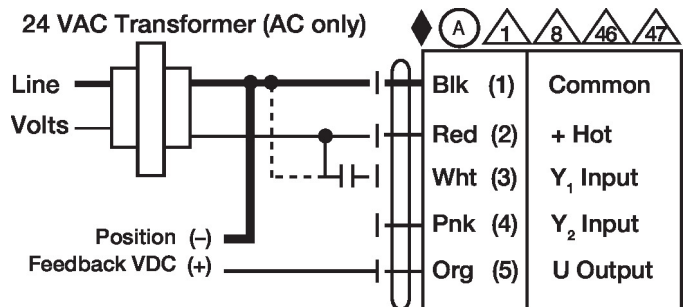 24 VAC Transformer (AC only)
A 1 8 46 47
Line
Volts
Blk (1) Common
Red (2) + Hot
Wht (3) Y₁ Input
Pnk (4) Y₂ Input
Position (–)
Feedback VDC (+)
Org (5) U Output